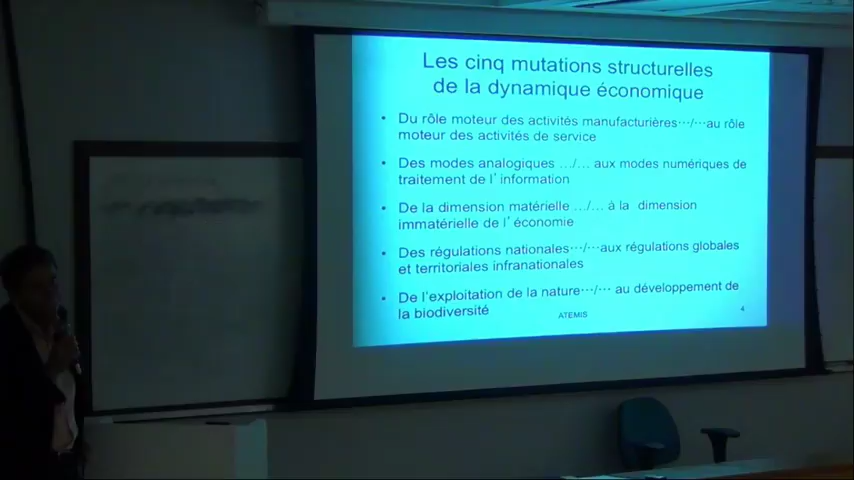 Les cinq mutations structurelles
de la dynamique économique
• Du rôle moteur des activités manufacturières…/…au rôle
moteur des activités de service
• Des modes analogiques …/… aux modes numériques de
traitement de l’information
• De la dimension matérielle …/… à la dimension
immatérielle de l’économie
• Des régulations nationales…/…aux régulations globales
et territoriales infranationales
• De l'exploitation de la nature…/… au développement de
la biodiversité
ATEMIS
4